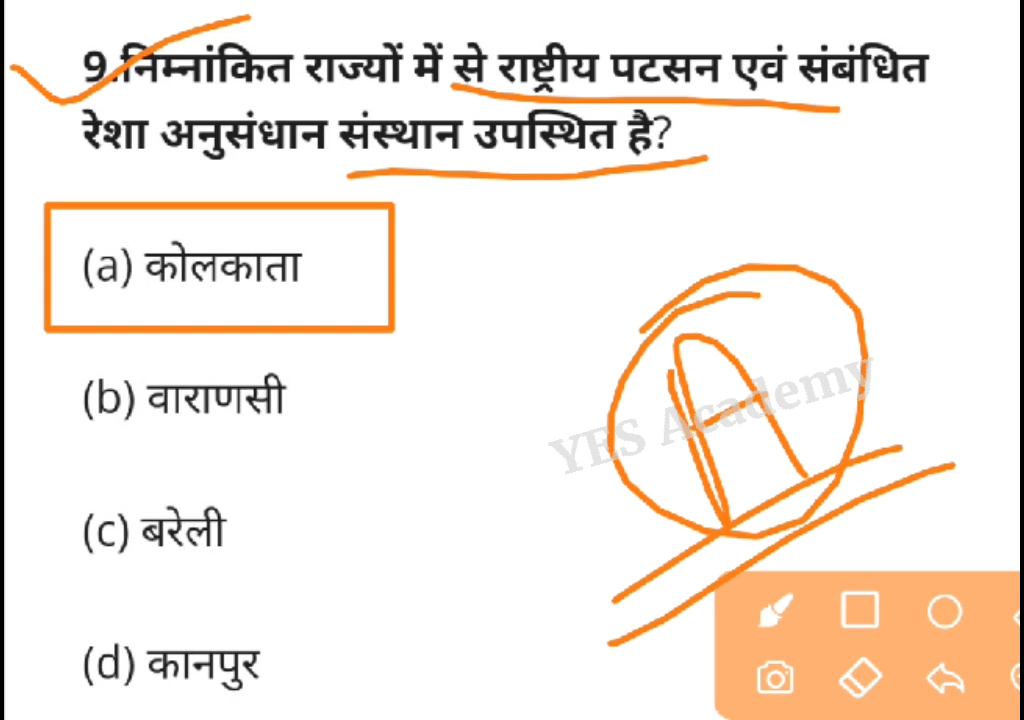 9.निम्नांकित राज्यों में से राष्ट्रीय पटसन एवं संबंधित
रेशा अनुसंधान संस्थान उपस्थित है?
(a) कोलकाता
(b) वाराणसी
(c) बरेली
(d) कानपुर
A
YES Academy